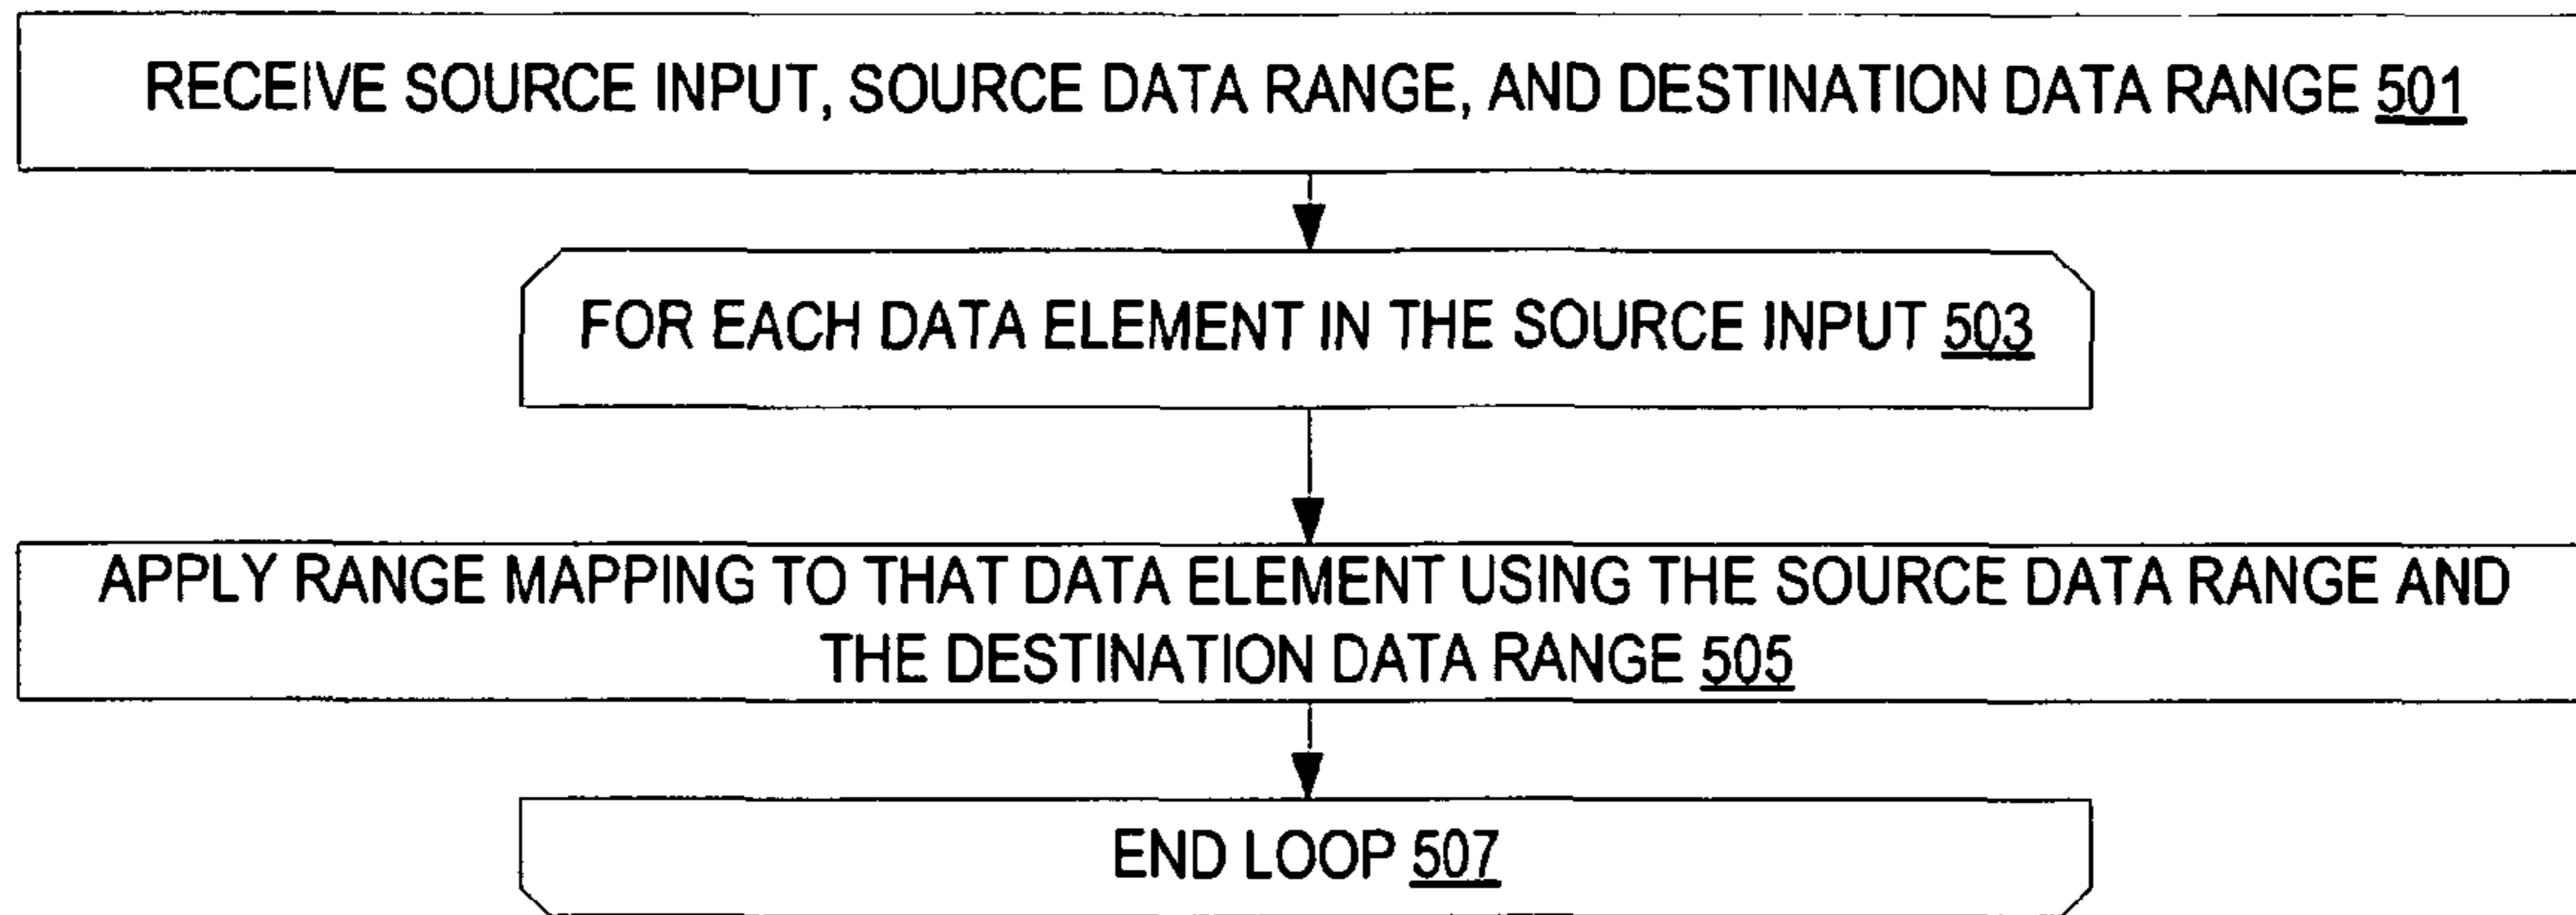 RECEIVE SOURCE INPUT, SOURCE DATA RANGE, AND DESTINATION DATA RANGE 501
FOR EACH DATA ELEMENT IN THE SOURCE INPUT 503
APPLY RANGE MAPPING TO THAT DATA ELEMENT USING THE SOURCE DATA RANGE AND
THE DESTINATION DATA RANGE 505
END LOOP 507